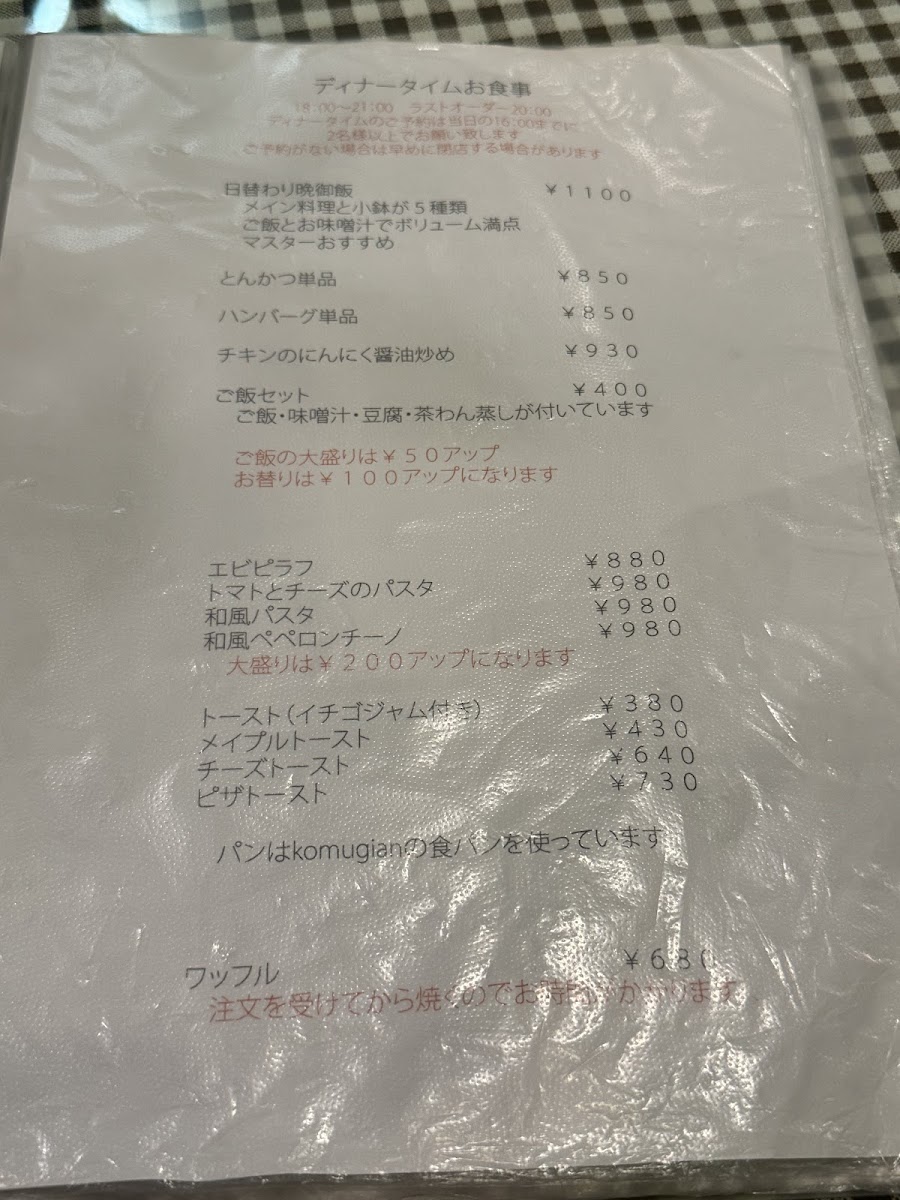 ディナータイムお食事
18:00～21:00　ラストオーダー20:00
ディナータイムのご予約は当日の16:00までに
2名様以上でお願い致します
ご予約がない場合は早めに閉店する場合があります
日替わり晩御飯　￥１１００
メイン料理と小鉢が５種類
ご飯とお味噌汁でボリューム満点
マスターおすすめ
とんかつ単品　￥８５０
ハンバーグ単品　￥８５０
チキンのにんにく醤油炒め　￥９３０
ご飯セット　￥４００
ご飯・味噌汁・豆腐・茶わん蒸しが付いています
ご飯の大盛りは￥５０アップ
お替りは￥１００アップになります
エビピラフ　￥８８０
トマトとチーズのパスタ　￥９８０
和風パスタ　￥９８０
和風ペペロンチーノ　￥９８０
大盛りは￥２００アップになります
トースト（イチゴジャム付き）　￥３８０
メイプルトースト　￥４３０
チーズトースト　￥６４０
ピザトースト　￥７３０
パンはkomugianの食パンを使っています
ワッフル　￥６８０
注文を受けてから焼くのでお時間がかかります